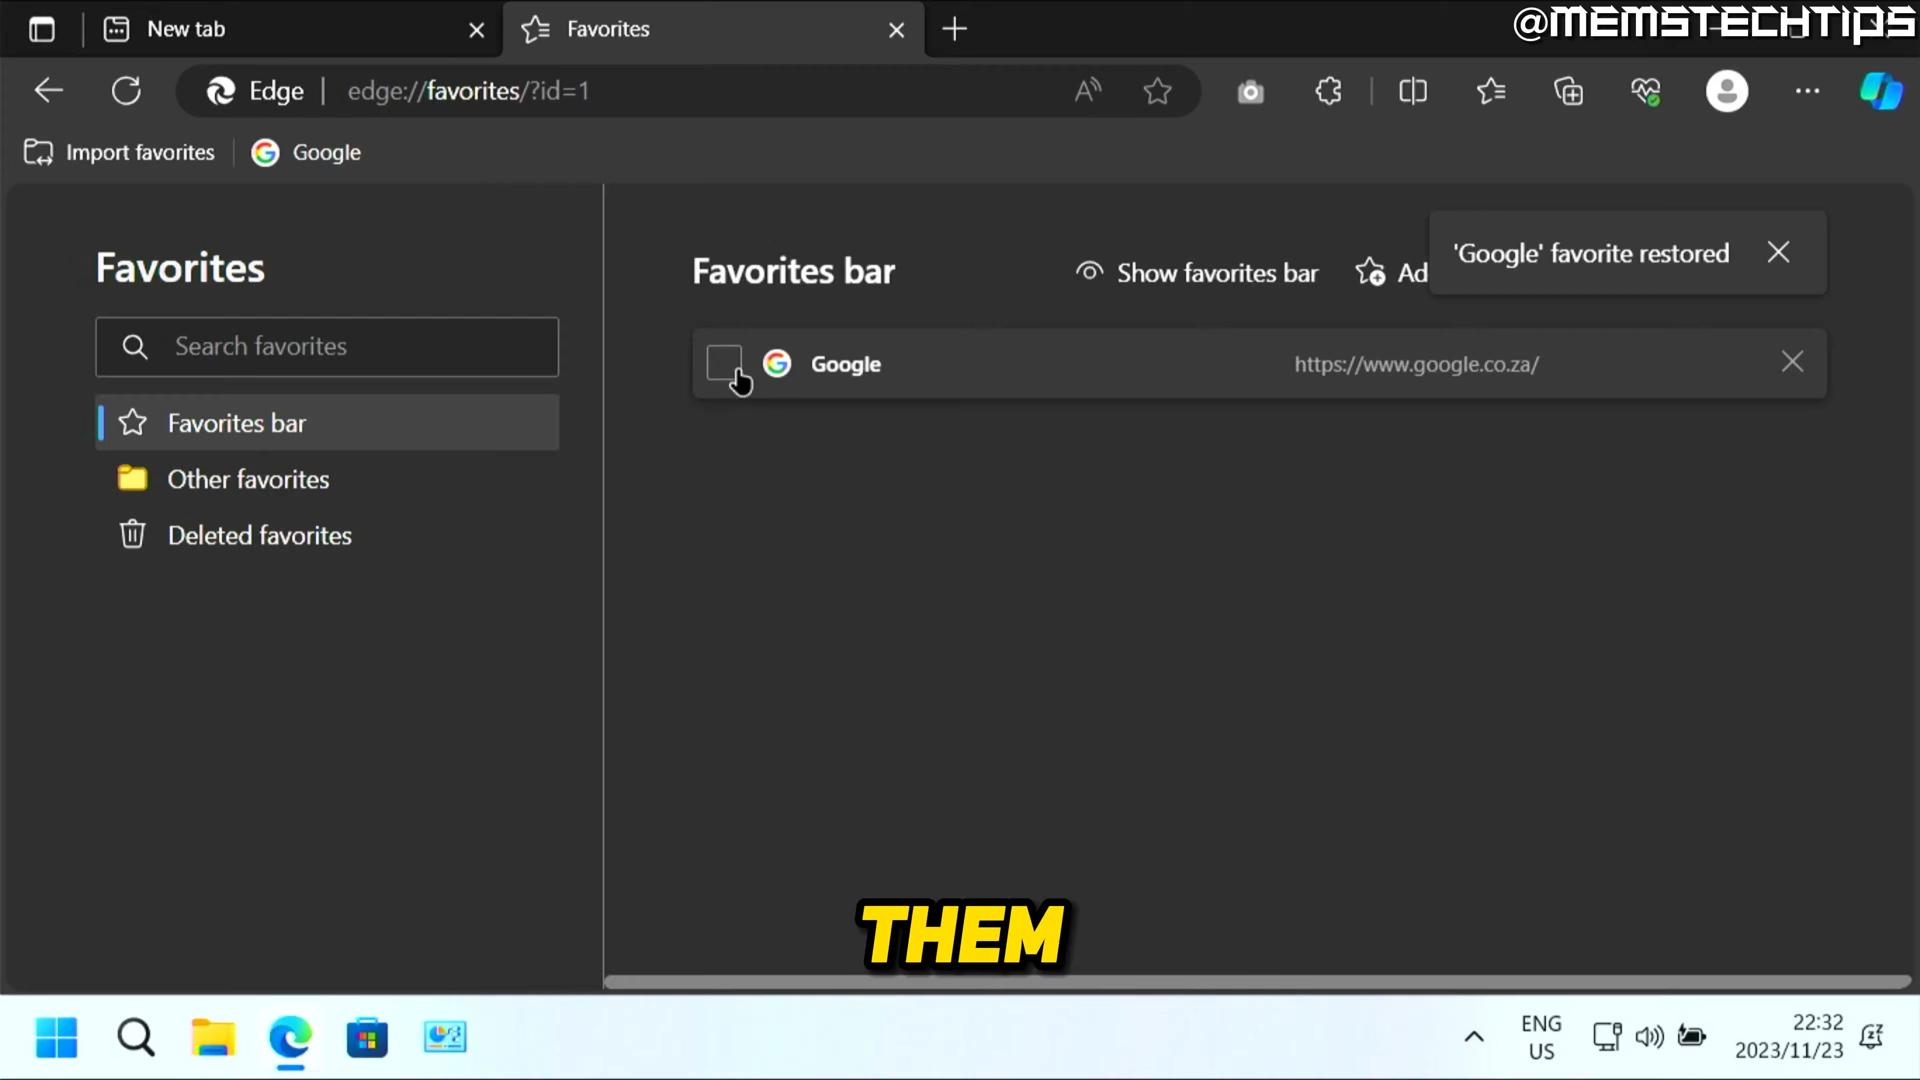 New tab
Favorites
@MEMSTECHTIPS
Edge
edge://favorites/?id=1
Import favorites
Google
Favorites
Search favorites
Favorites bar
Other favorites
Deleted favorites
Favorites bar
Show favorites bar
Ad
'Google' favorite restored
Google
https://www.google.co.za/
THEM
ENG
US
22:32
2023/11/23